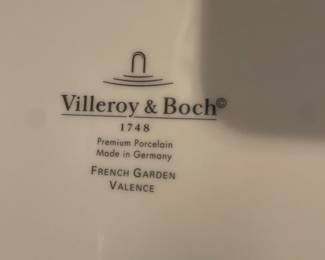 Villeroy & Boch©
1748
Premium Porcelain
Made in Germany
FRENCH GARDEN
VALENCE